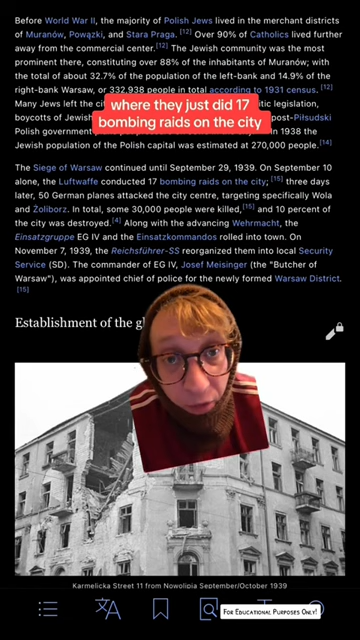 Before World War II, the majority of Polish Jews lived in the merchant districts
of Muranów, Powązki, and Stara Praga. [12] Over 90% of Catholics lived further
away from the commercial center.[12] The Jewish community was the most
prominent there, constituting over 88% of the inhabitants of Muranów; with
the total of about 32.7% of the population of the left-bank and 14.9% of the
right-bank Warsaw, or 332,938 people in total according to 1931 census. [12]
Many Jews left the cit
where they just did 17
bombing raids on the city
itic legislation,
boycotts of Jewish
post-Piłsudski
Polish government
In 1938 the
Jewish population of the Polish capital was estimated at 270,000 people.[14]
The Siege of Warsaw continued until September 29, 1939. On September 10
alone, the Luftwaffe conducted 17 bombing raids on the city; [15] three days
later, 50 German planes attacked the city centre, targeting specifically Wola
and Żoliborz. In total, some 30,000 people were killed,[15] and 10 percent of
the city was destroyed.[4] Along with the advancing Wehrmacht, the
Einsatzgruppe EG IV and the Einsatzkommandos rolled into town. On
November 7, 1939, the Reichsführer-SS reorganized them into local Security
Service (SD). The commander of EG IV, Josef Meisinger (the "Butcher of
Warsaw"), was appointed chief of police for the newly formed Warsaw District.
[15]
Establishment of the g
Karmelicka Street 11 from Nowolipia September/October 1939
For Educational Purposes Only!